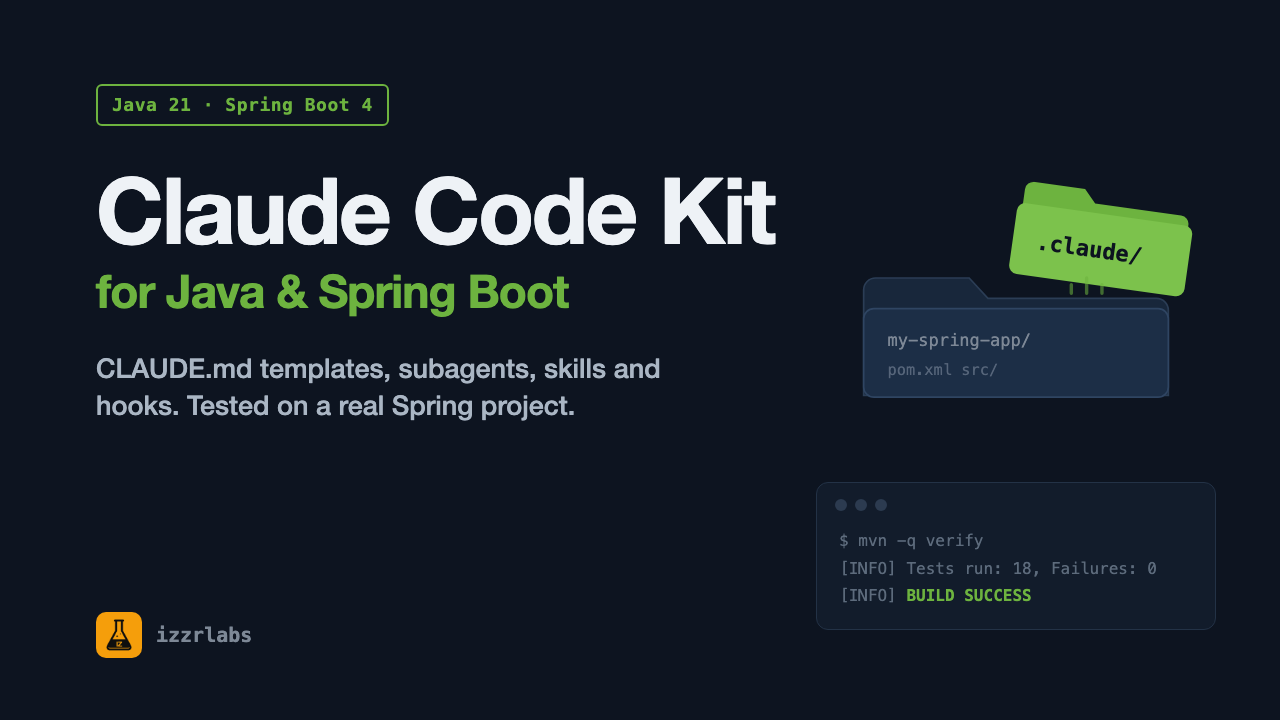 Java 21 · Spring Boot 4
Claude Code Kit
for Java & Spring Boot
CLAUDE.md templates, subagents, skills and
hooks. Tested on a real Spring project.
.claude/
my-spring-app/
pom.xml src/
$ mvn -q verify
[INFO] Tests run: 18, Failures: 0
[INFO] BUILD SUCCESS
iz
izzrlabs